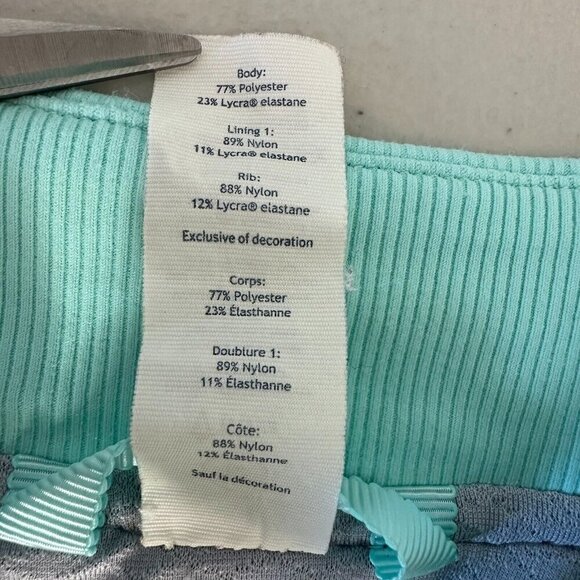 Body:
77% Polyester
23% Lycra® elastane
Lining 1:
89% Nylon
11% Lycra® elastane
Rib:
88% Nylon
12% Lycra® elastane
Exclusive of decoration
Corps:
77% Polyester
23% Élasthanne
Doublure 1:
89% Nylon
11% Élasthanne
Côte:
88% Nylon
12% Élasthanne
Sauf la décoration